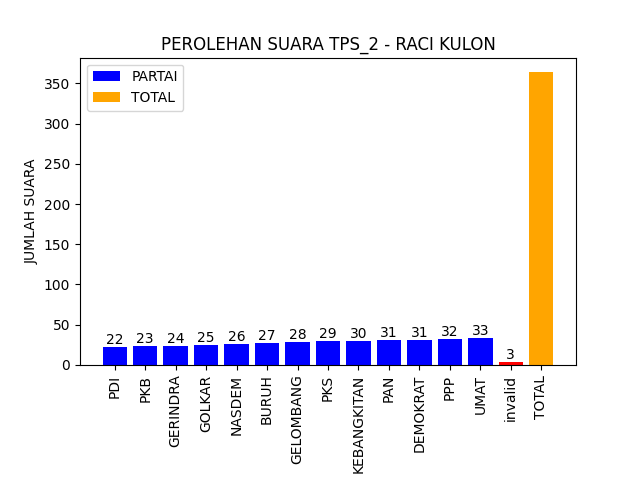 PEROLEHAN SUARA TPS_2 - RACI KULON
PARTAI
TOTAL
JUMLAH SUARA
350
300
250
200
150
100
50
0
22 23 24 25 26 27 28 29 30 31 31 32 33 3
PDI
PKB
GERINDRA
GOLKAR
NASDEM
BURUH
GELOMBANG
PKS
KEBANGKITAN
PAN
DEMOKRAT
PPP
UMAT
invalid
TOTAL